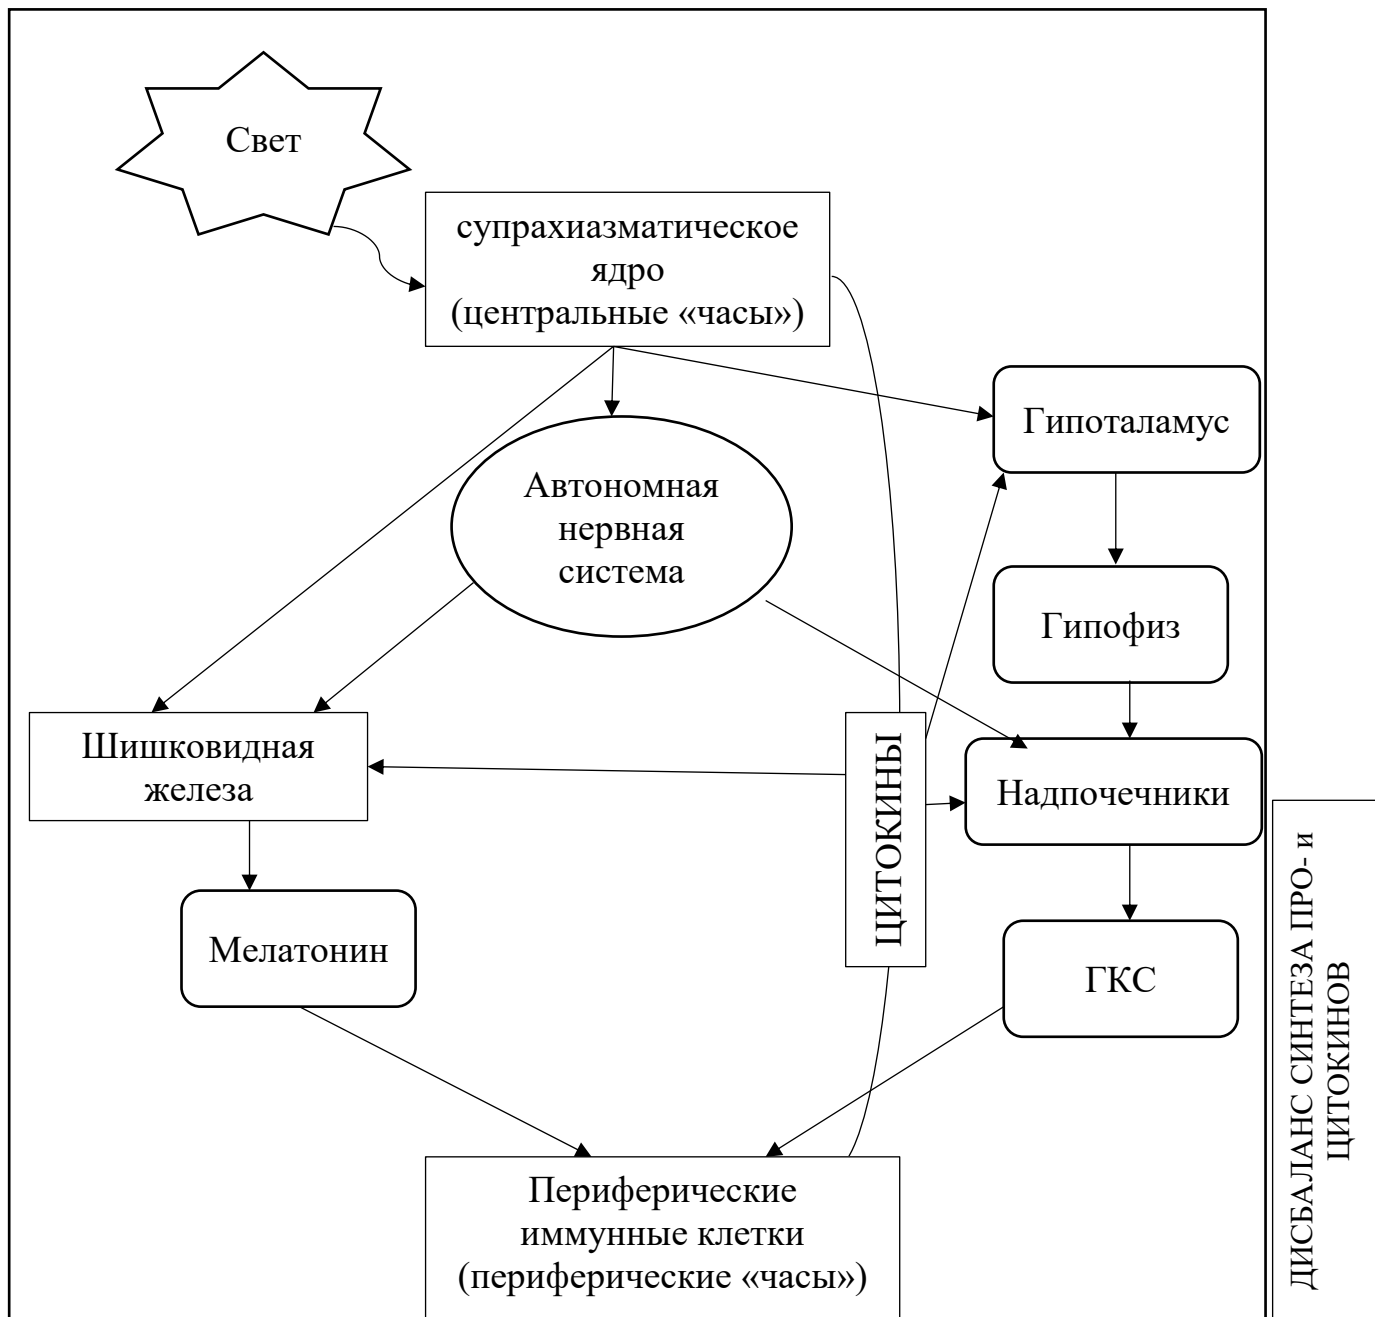 Свет
супрахиазматическое
ядро
(центральные «часы»)
Гипоталамус
Автономная
нервная
система
Гипофиз
Шишковидная
железа
ЦИТОКИНЫ
Надпочечники
Мелатонин
ГКС
Периферические
иммунные клетки
(периферические «часы»)
ДИСБАЛАНС СИНТЕЗА ПРО- и
ЦИТОКИНОВ